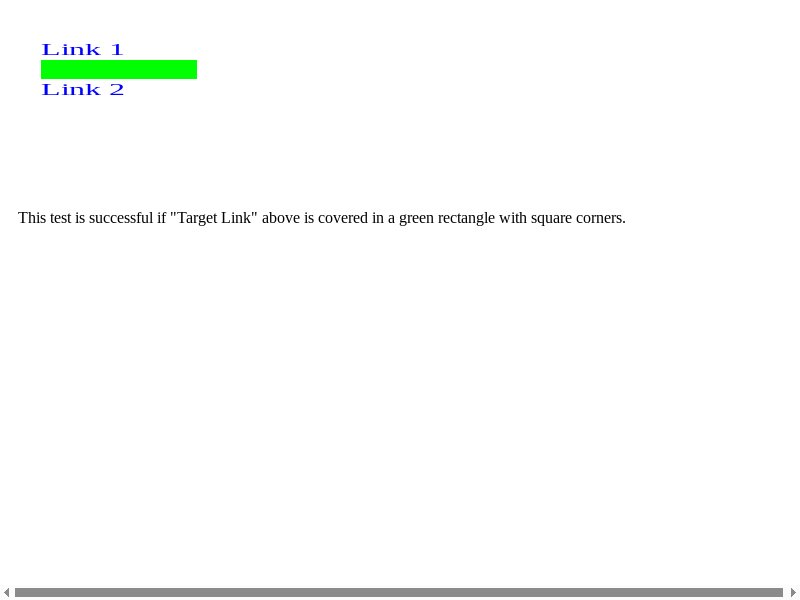 Link 1
Link 2
This test is successful if "Target Link" above is covered in a green rectangle with square corners.